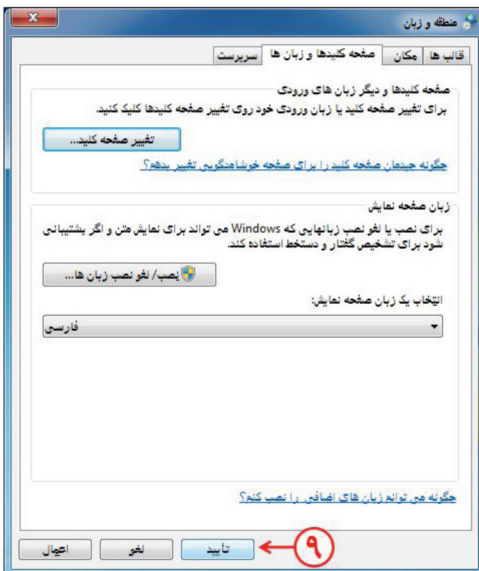 منطقه و زبان
قالب ها مکان صفحه کلیدها و زبان ها سرپرست
صفحه کلیدها و دیگر زبان های ورودی
برای تغییر صفحه کلید یا زبان ورودی خود روی تغییر صفحه کلیدها کلیک کنید.
تغییر صفحه کلید...
چگونه چیدمان صفحه کلید را برای صفحه خوشامدگویی تغییر بدهم؟
زبان صفحه نمایش
برای نصب یا لغو نصب زبانهایی که Windows می تواند برای نمایش متن و اگر پشتیبانی
شود برای تشخیص گفتار و دستخط استفاده کند.
نصب/ لغو نصب زبان ها...
انتخاب یک زبان صفحه نمایش:
فارسی
چگونه می توانم زبان های اضافی را نصب کنم؟
۹
تأیید لغو اعمال